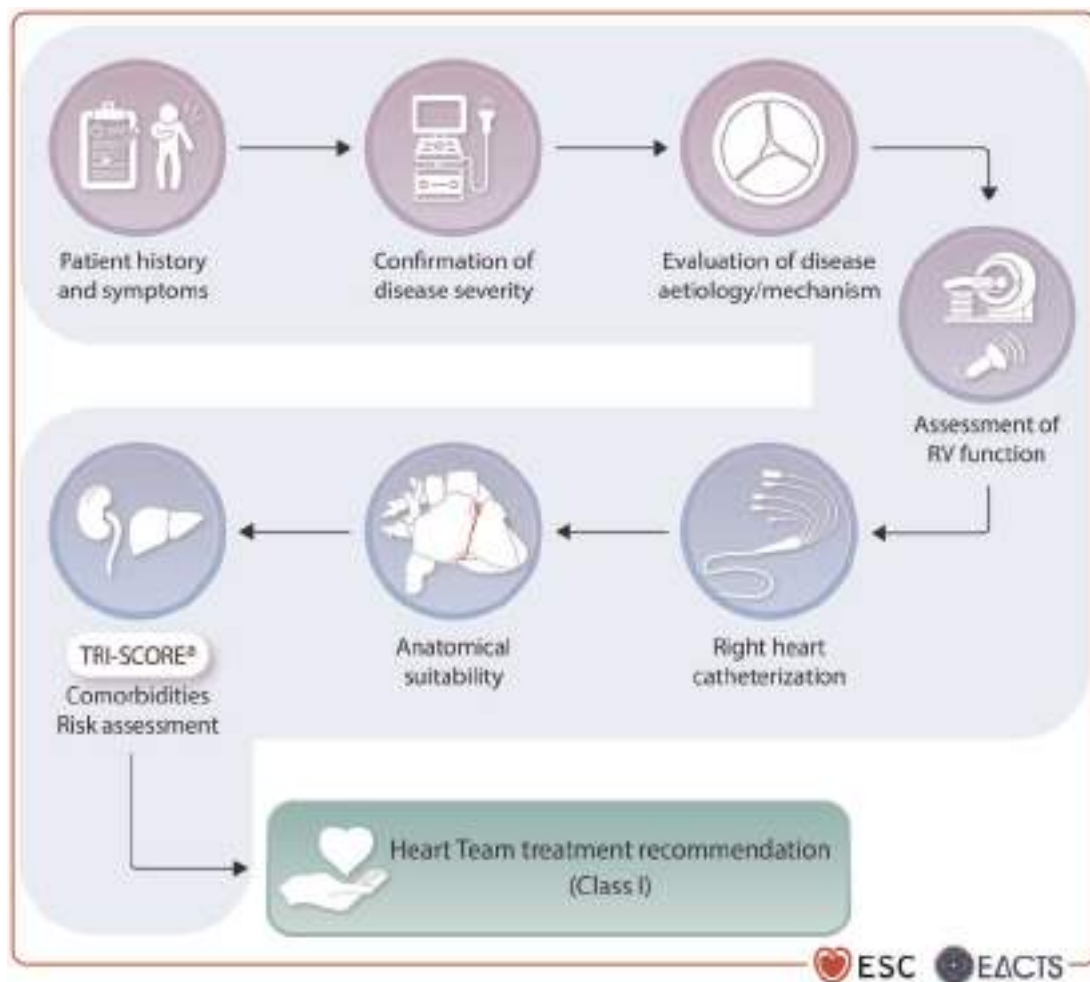 Patient history
and symptoms
Confirmation of
disease severity
Evaluation of disease
aetiology/mechanism
Assessment of
RV function
Right heart
catheterization
Anatomical
suitability
TRI-SCOREª
Comorbidities
Risk assessment
Heart Team treatment recommendation
(Class I)
ESC
EACTS